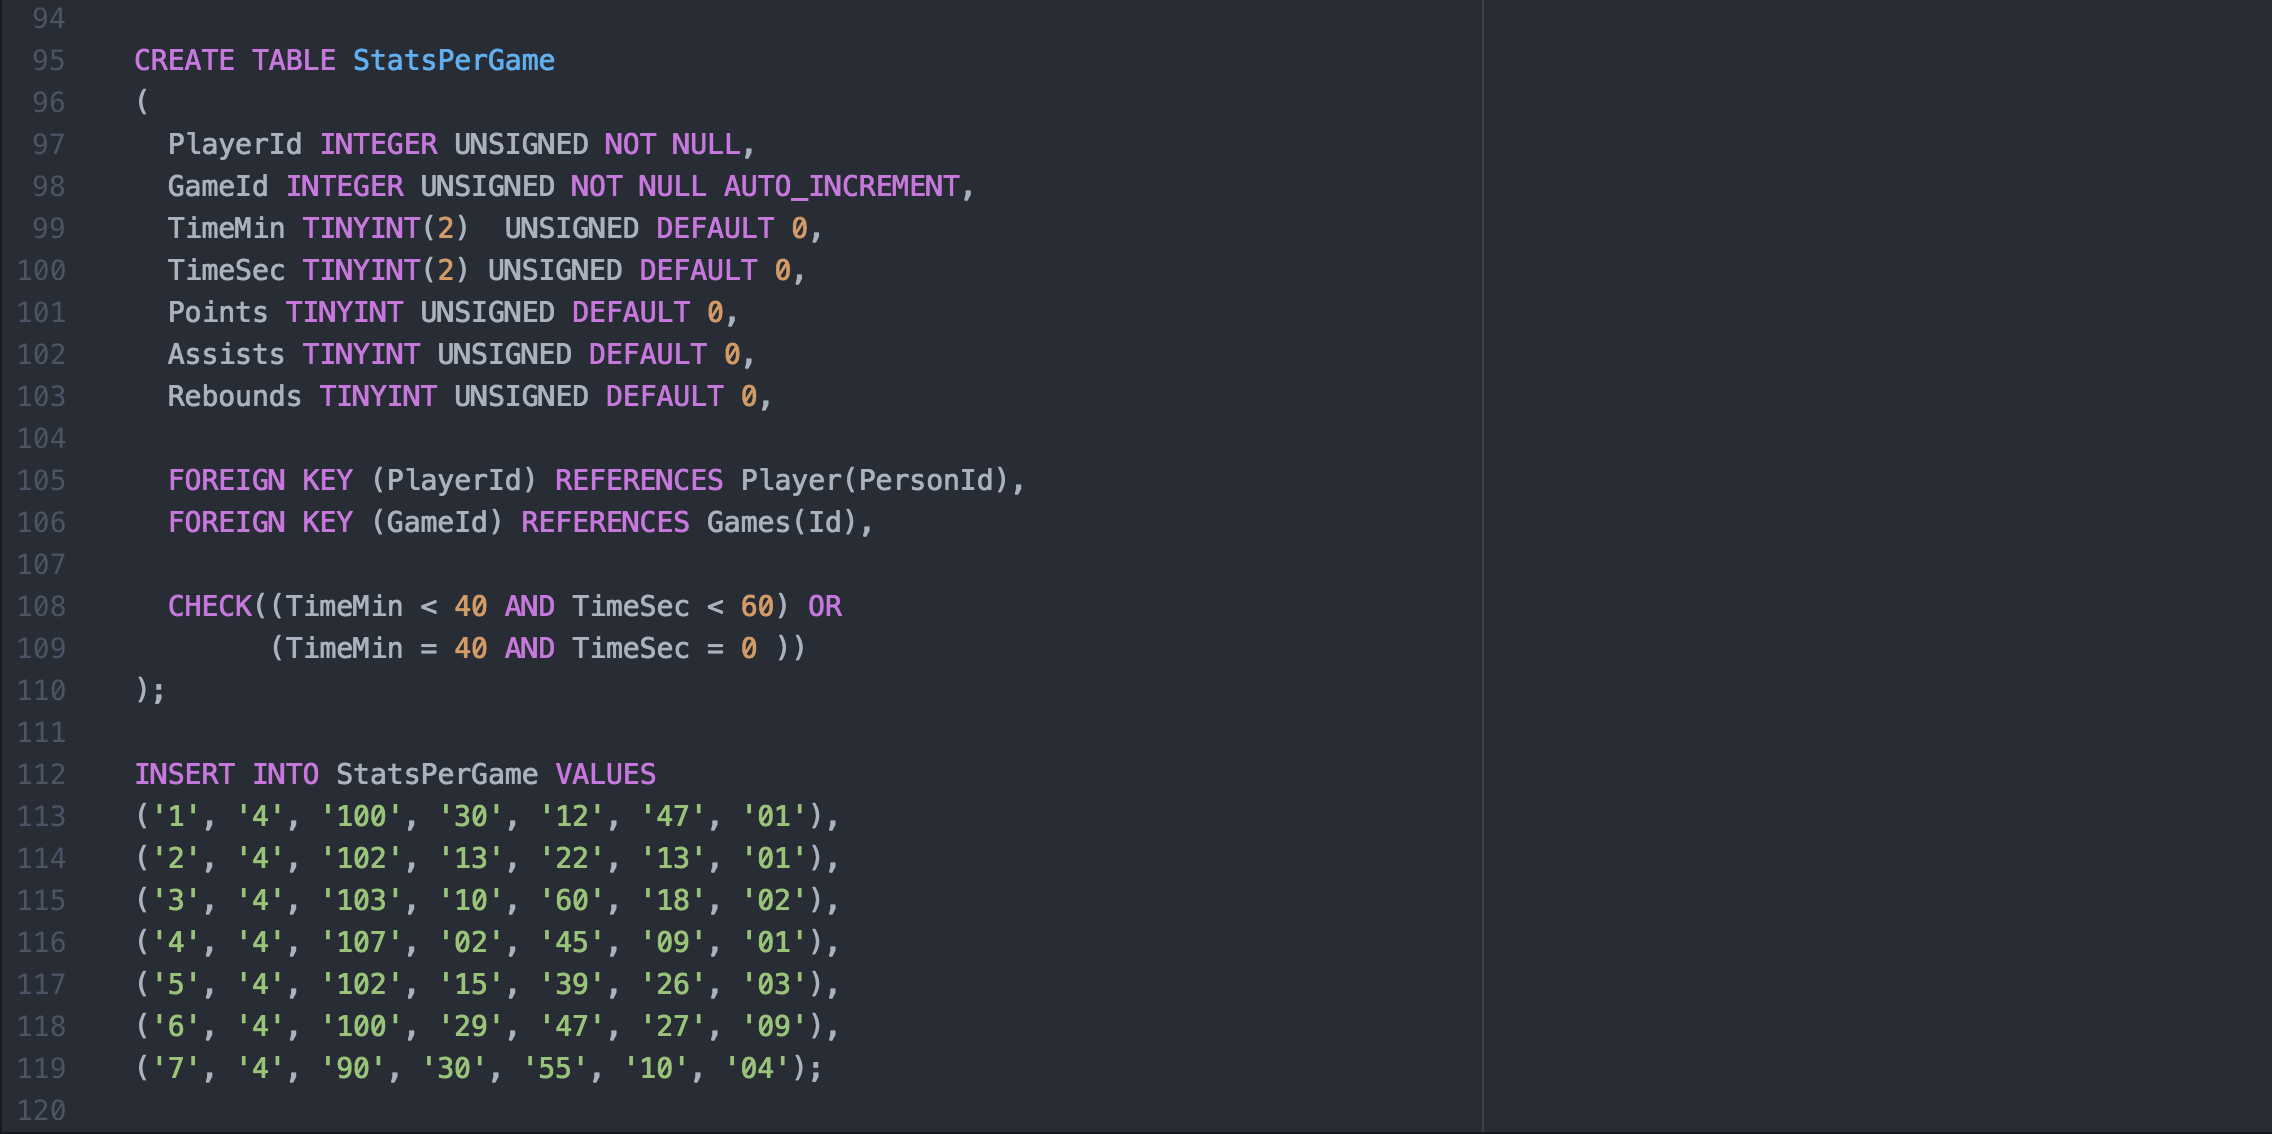 94
95 CREATE TABLE StatsPerGame
96 (
97 PlayerId INTEGER UNSIGNED NOT NULL,
98 GameId INTEGER UNSIGNED NOT NULL AUTO_INCREMENT,
99 TimeMin TINYINT(2)  UNSIGNED DEFAULT 0,
100 TimeSec TINYINT(2) UNSIGNED DEFAULT 0,
101 Points TINYINT UNSIGNED DEFAULT 0,
102 Assists TINYINT UNSIGNED DEFAULT 0,
103 Rebounds TINYINT UNSIGNED DEFAULT 0,
104
105 FOREIGN KEY (PlayerId) REFERENCES Player(PersonId),
106 FOREIGN KEY (GameId) REFERENCES Games(Id),
107
108 CHECK((TimeMin < 40 AND TimeSec < 60) OR
109 (TimeMin = 40 AND TimeSec = 0 ))
110 );
111
112 INSERT INTO StatsPerGame VALUES
113 ('1', '4', '100', '30', '12', '47', '01'),
114 ('2', '4', '102', '13', '22', '13', '01'),
115 ('3', '4', '103', '10', '60', '18', '02'),
116 ('4', '4', '107', '02', '45', '09', '01'),
117 ('5', '4', '102', '15', '39', '26', '03'),
118 ('6', '4', '100', '29', '47', '27', '09'),
119 ('7', '4', '90', '30', '55', '10', '04');
120